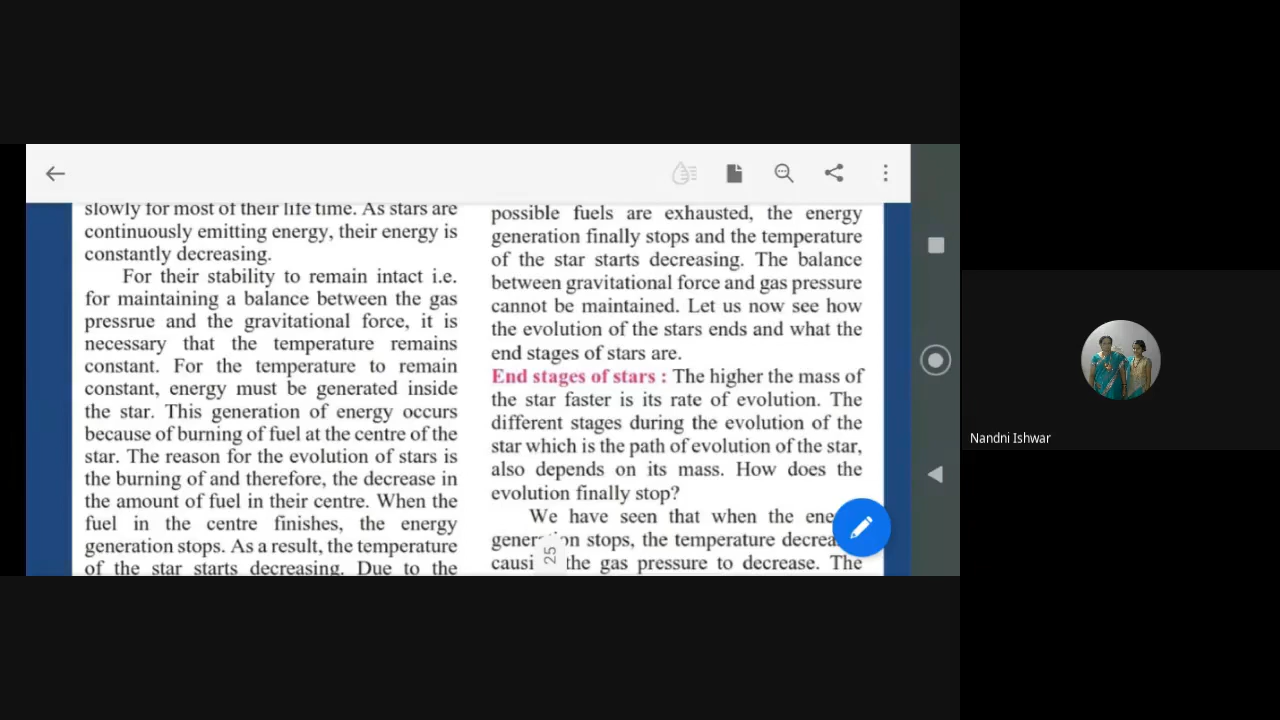 slowly for most of their life time. As stars are
continuously emitting energy, their energy is
constantly decreasing.
For their stability to remain intact i.e.
for maintaining a balance between the gas
pressrue and the gravitational force, it is
necessary that the temperature remains
constant. For the temperature to remain
constant, energy must be generated inside
the star. This generation of energy occurs
because of burning of fuel at the centre of the
star. The reason for the evolution of stars is
the burning of and therefore, the decrease in
the amount of fuel in their centre. When the
fuel in the centre finishes, the energy
generation stops. As a result, the temperature
of the star starts decreasing. Due to the
possible fuels are exhausted, the energy
generation finally stops and the temperature
of the star starts decreasing. The balance
between gravitational force and gas pressure
cannot be maintained. Let us now see how
the evolution of the stars ends and what the
end stages of stars are.
End stages of stars : The higher the mass of
the star faster is its rate of evolution. The
different stages during the evolution of the
star which is the path of evolution of the star,
also depends on its mass. How does the
evolution finally stop?
We have seen that when the
stops, the temperature
the gas pressure to decrease. The
25
Nandni Ishwar